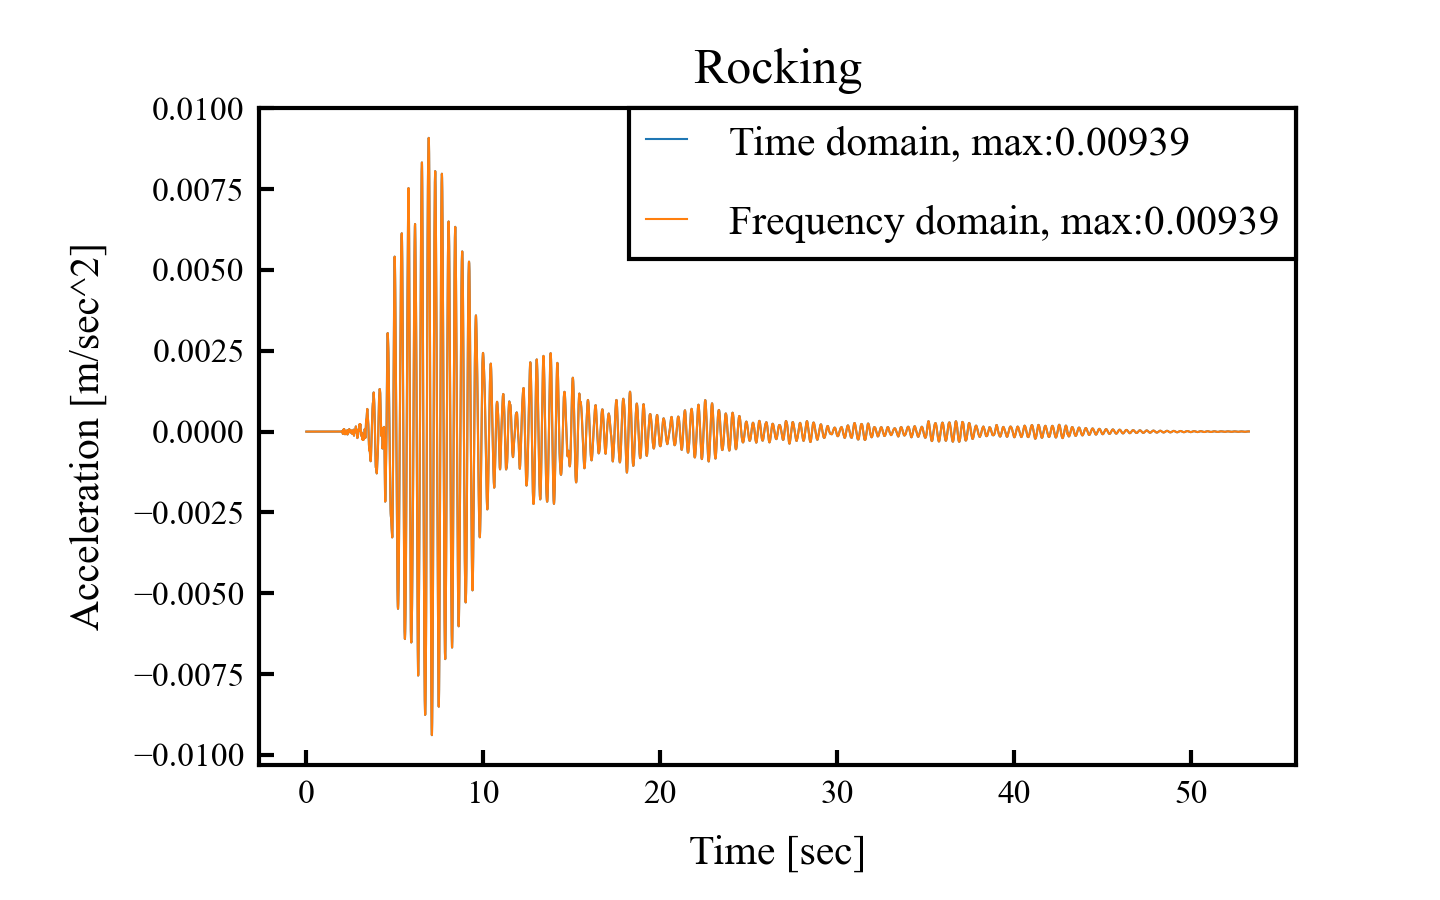 Rocking
0.0100
0.0075
0.0050
0.0025
0.0000
−0.0025
−0.0050
−0.0075
−0.0100
Acceleration [m/sec^2]
Time domain, max:0.00939
Frequency domain, max:0.00939
0 10 20 30 40 50
Time [sec]